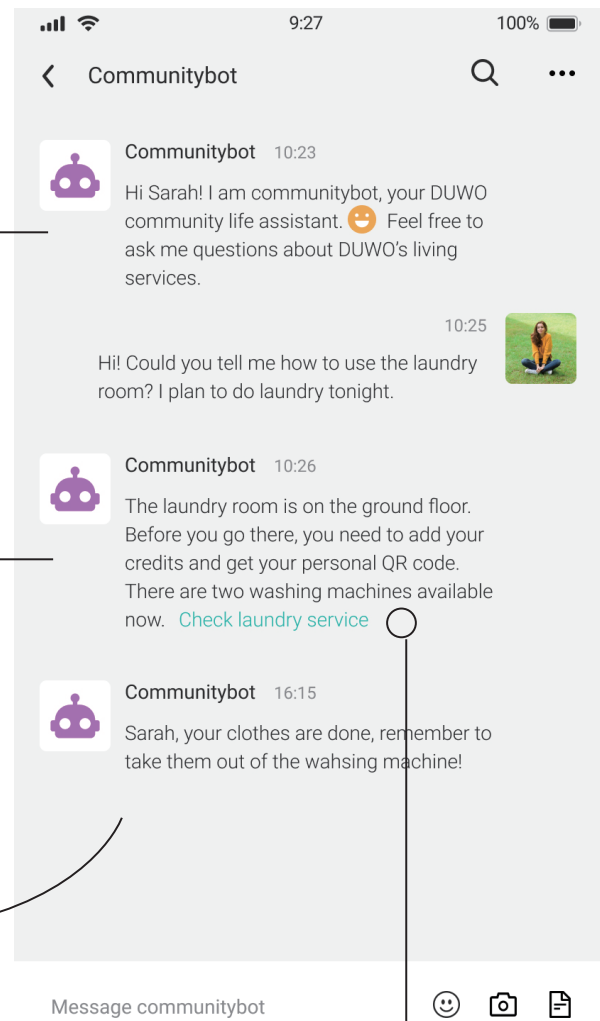 9:27
100%
Communitybot
Communitybot 10:23
Hi Sarah! I am communitybot, your DUWO
community life assistant. Feel free to
ask me questions about DUWO’s living
services.
10:25
Hi! Could you tell me how to use the laundry
room? I plan to do laundry tonight.
Communitybot 10:26
The laundry room is on the ground floor.
Before you go there, you need to add your
credits and get your personal QR code.
There are two washing machines available
now. Check laundry service
Communitybot 16:15
Sarah, your clothes are done, remember to
take them out of the wahsing machine!
Message communitybot